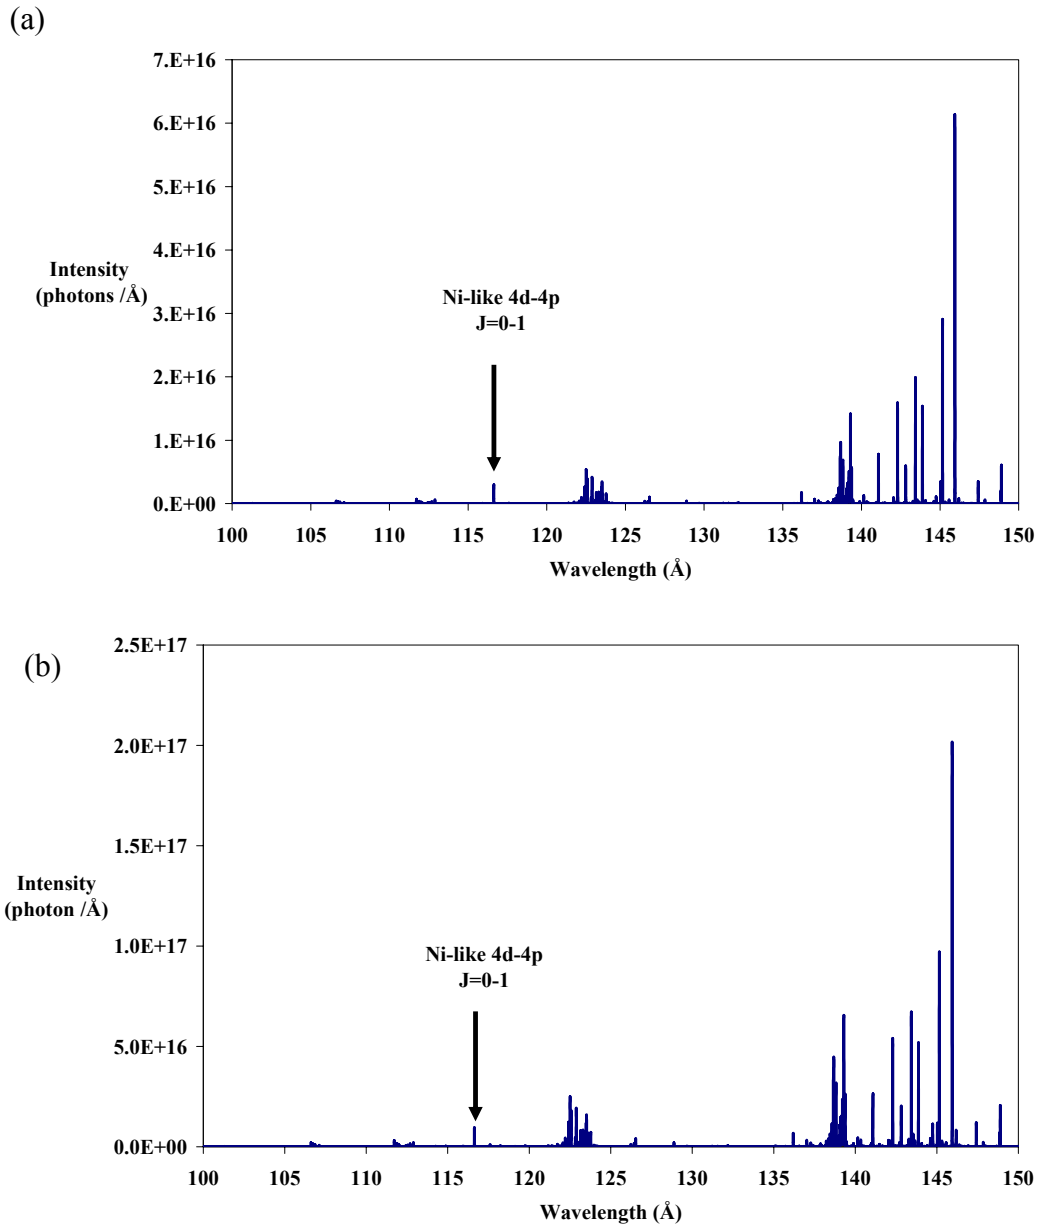 (a)
7.E+16
6.E+16
5.E+16
4.E+16
3.E+16
2.E+16
1.E+16
0.E+00
Intensity
(photons /Å)
Ni-like 4d-4p
J=0-1
100 105 110 115 120 125 130 135 140 145 150
Wavelength (Å)
(b)
2.5E+17
2.0E+17
1.5E+17
1.0E+17
5.0E+16
0.0E+00
Intensity
(photon /Å)
Ni-like 4d-4p
J=0-1
100 105 110 115 120 125 130 135 140 145 150
Wavelength (Å)